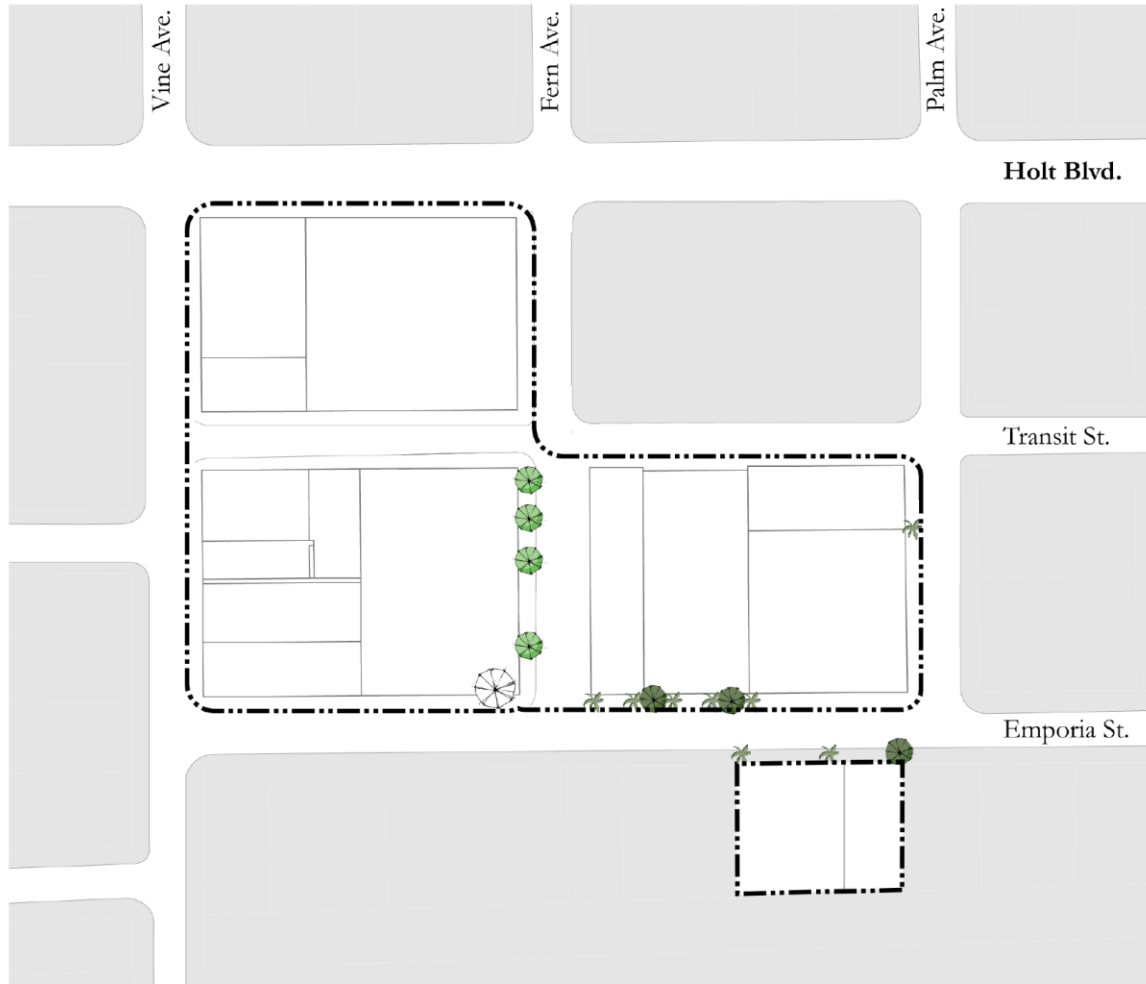 Vine Ave.
Fern Ave.
Palm Ave.
Holt Blvd.
Transit St.
Emporia St.